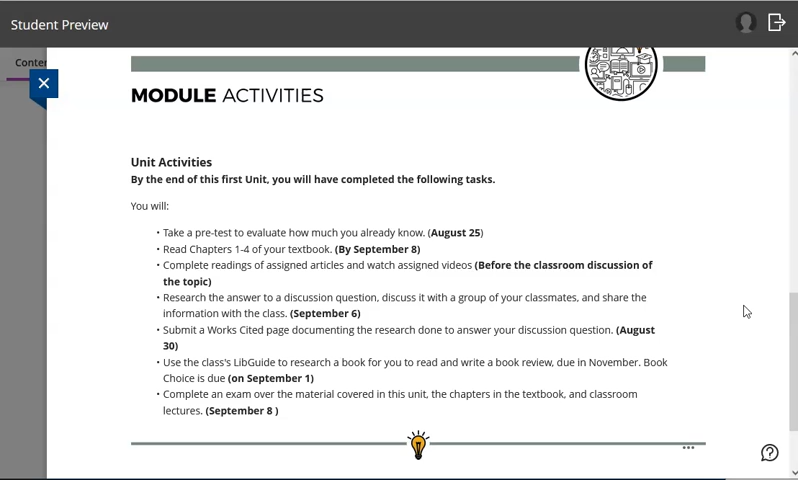 Student Preview
Conter
MODULE ACTIVITIES
Unit Activities
By the end of this first Unit, you will have completed the following tasks.
You will:
• Take a pre-test to evaluate how much you already know. (August 25)
• Read Chapters 1-4 of your textbook. (By September 8)
• Complete readings of assigned articles and watch assigned videos (Before the classroom discussion of
the topic)
• Research the answer to a discussion question, discuss it with a group of your classmates, and share the
information with the class. (September 6)
• Submit a Works Cited page documenting the research done to answer your discussion question. (August
30)
• Use the class's LibGuide to research a book for you to read and write a book review, due in November. Book
Choice is due (on September 1)
• Complete an exam over the material covered in this unit, the chapters in the textbook, and classroom
lectures. (September 8 )